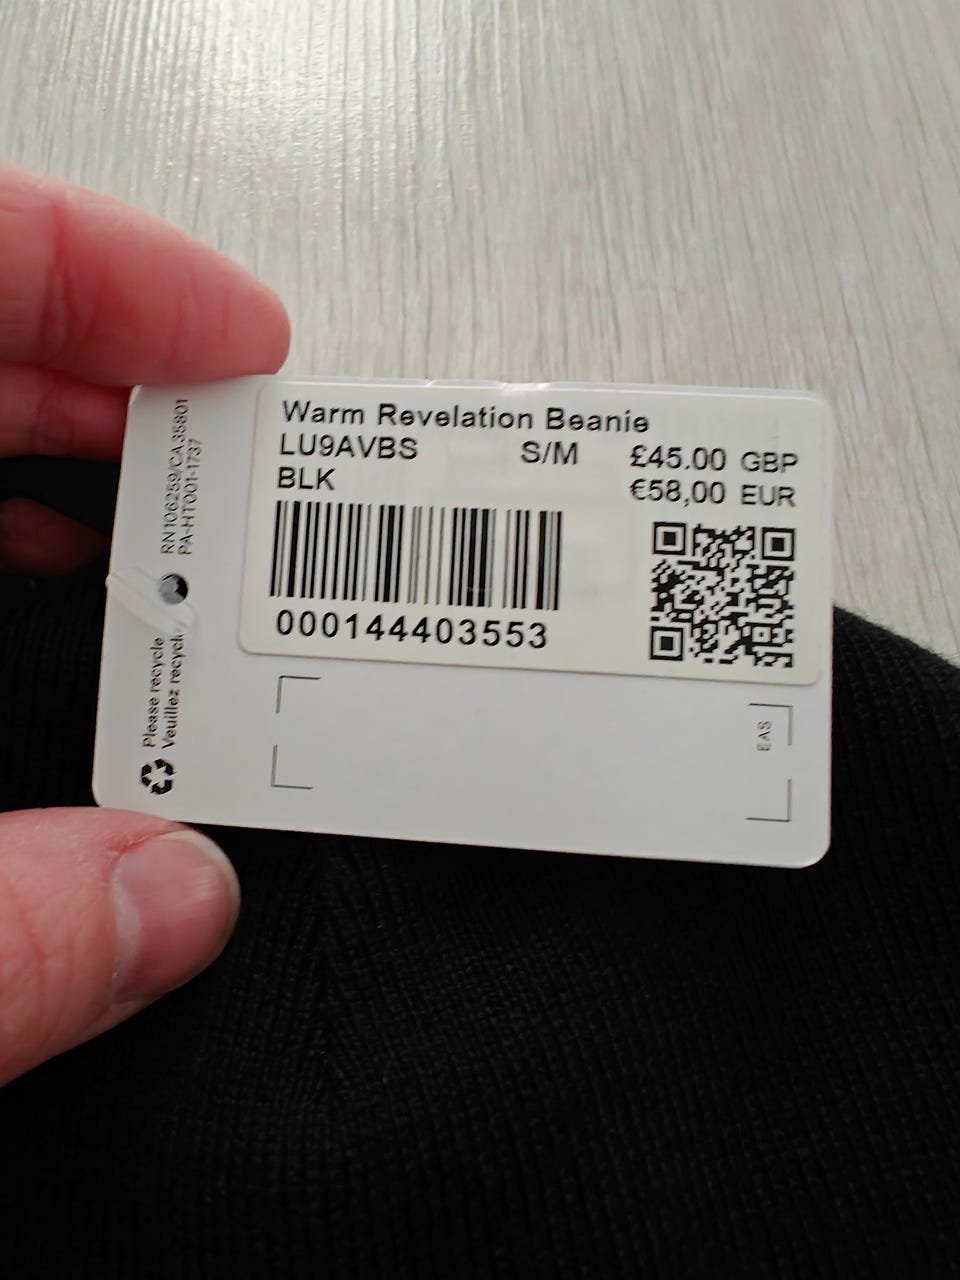 Warm Revelation Beanie
LU9AVBS S/M £45.00 GBP
BLK €58,00 EUR
000144403553
RN106259/CA35801
PA-HT001-1737
Please recycle
Veuillez recycler
EAS